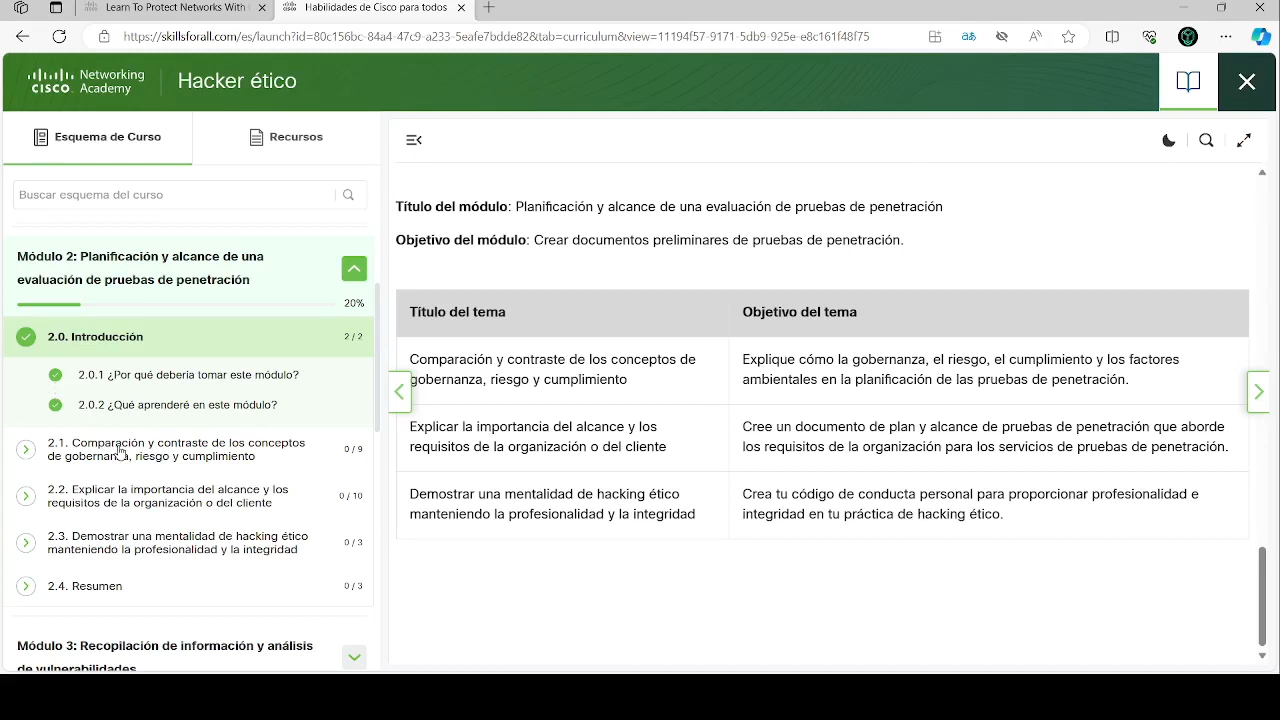 Learn To Protect Networks With
Habilidades de Cisco para todos
https://skillsforall.com/es/launch?id=80c156bc-84a4-47c9-a233-5eafe7bdde82&tab=curriculum&view=11194f57-9171-5db9-925e-e8c161f48f75
Networking
Academy
CISCO
Hacker ético
Esquema de Curso
Recursos
Buscar esquema del curso
Módulo 2: Planificación y alcance de una
evaluación de pruebas de penetración
20%
2.0. Introducción
2 / 2
2.0.1 ¿Por qué debería tomar este módulo?
2.0.2 ¿Qué aprenderé en este módulo?
2.1. Comparación y contraste de los conceptos
de gobernanza, riesgo y cumplimiento
0 / 9
2.2. Explicar la importancia del alcance y los
requisitos de la organización o del cliente
0 / 10
2.3. Demostrar una mentalidad de hacking ético
manteniendo la profesionalidad y la integridad
0 / 3
2.4. Resumen
0 / 3
Módulo 3: Recopilación de información y análisis
de vulnerabilidades
Título del módulo: Planificación y alcance de una evaluación de pruebas de penetración
Objetivo del módulo: Crear documentos preliminares de pruebas de penetración.
Título del tema
Objetivo del tema
Comparación y contraste de los conceptos de
gobernanza, riesgo y cumplimiento
Explique cómo la gobernanza, el riesgo, el cumplimiento y los factores
ambientales en la planificación de las pruebas de penetración.
Explicar la importancia del alcance y los
requisitos de la organización o del cliente
Cree un documento de plan y alcance de pruebas de penetración que aborde
los requisitos de la organización para los servicios de pruebas de penetración.
Demostrar una mentalidad de hacking ético
manteniendo la profesionalidad y la integridad
Crea tu código de conducta personal para proporcionar profesionalidad e
integridad en tu práctica de hacking ético.